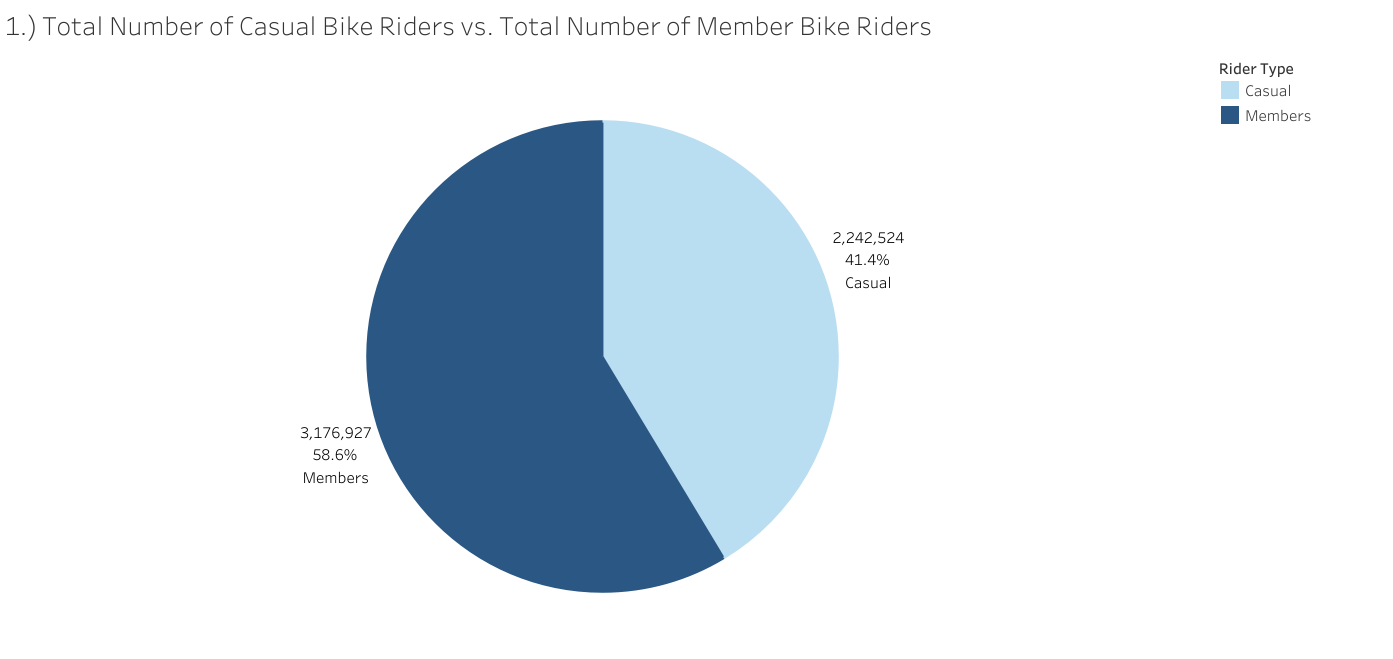 1.) Total Number of Casual Bike Riders vs. Total Number of Member Bike Riders
Rider Type
Casual
Members
2,242,524
41.4%
Casual
3,176,927
58.6%
Members